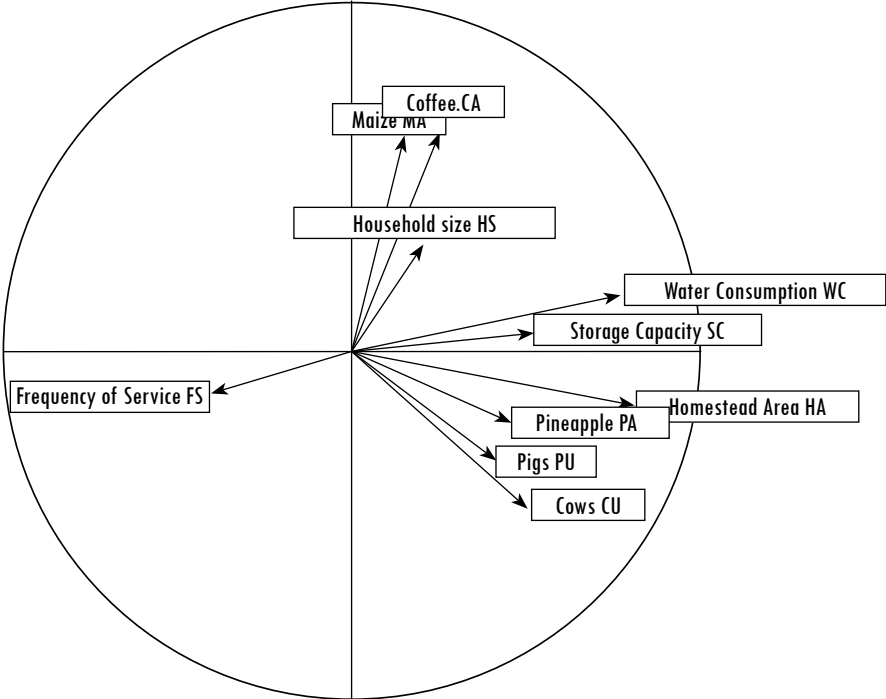 Coffee.CA
Maize MA
Household size HS
Water Consumption WC
Storage Capacity SC
Frequency of Service FS
Homestead Area HA
Pineapple PA
Pigs PU
Cows CU